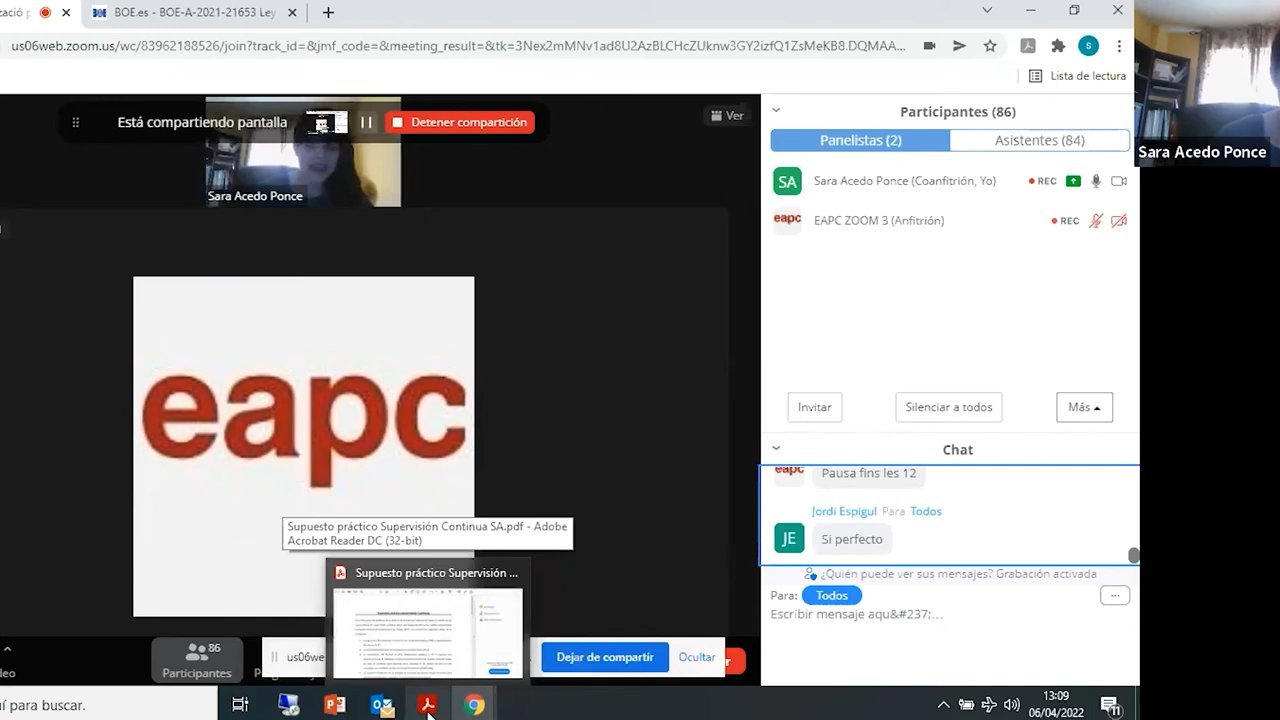 zació p
BOE.es - BOE-A-2021-21653 Ley
us06web.zoom.us/wc/83962188526/join?track_id=&jmf_code=&meeting_result=&tk=3Nex2mMNv1ad8U2AzBLCHcZUknw3GY2izfQ1ZsMeKB8.DQMAA...
S
Lista de lectura
Está compartiendo pantalla
Detener compartición
Ver
Sara Acedo Ponce
Participantes (86)
Panelistas (2)
Asistentes (84)
Sara Acedo Ponce
SA
Sara Acedo Ponce (Coanfitrión, Yo)
REC
eapc
EAPC ZOOM 3 (Anfitrión)
REC
eapc
Invitar
Silenciar a todos
Más
Chat
eapc
Pausa fins les 12
Jordi Espigul Para Todos
JE
Si perfecto
¿Quién puede ver sus mensajes? Grabación activada
Para:
Todos
...
Escribir mensaje aqu&#237;...
Supuesto práctico Supervisión Continua SA.pdf - Adobe
Acrobat Reader DC (32-bit)
Supuesto práctico Supervisión ...
86
Participantes
us06we
Dejar de compartir
Ocultar
r
deo
uí para buscar.
13:09
06/04/2022
11